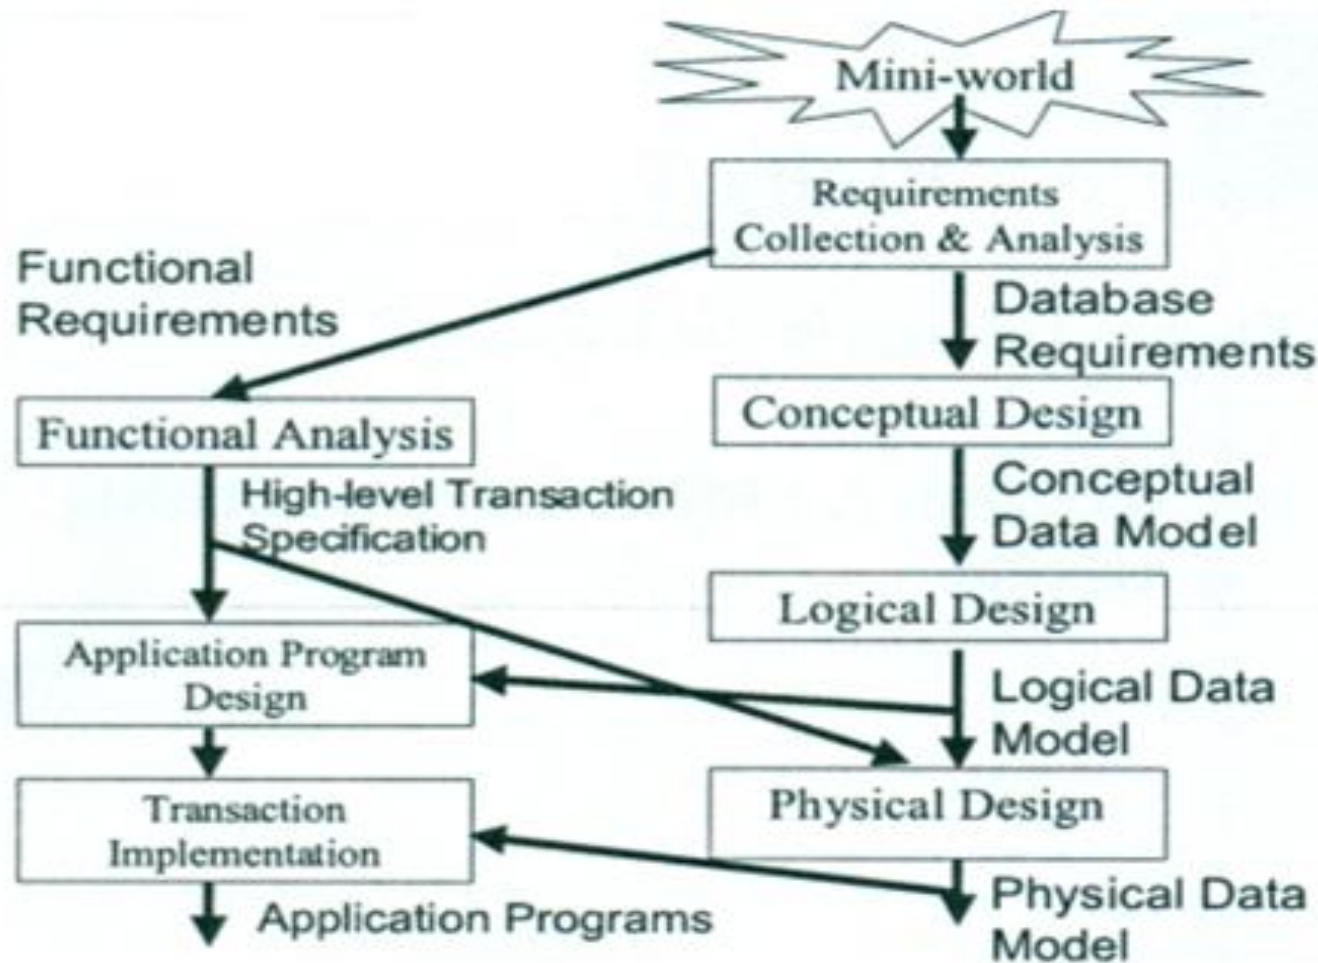 Mini-world
Requirements
Collection & Analysis
Functional
Requirements
Database
Requirements
Functional Analysis
Conceptual Design
High-level Transaction
Specification
Conceptual
Data Model
Logical Design
Application Program
Design
Logical Data
Model
Transaction
Implementation
Physical Design
Application Programs
Physical Data
Model